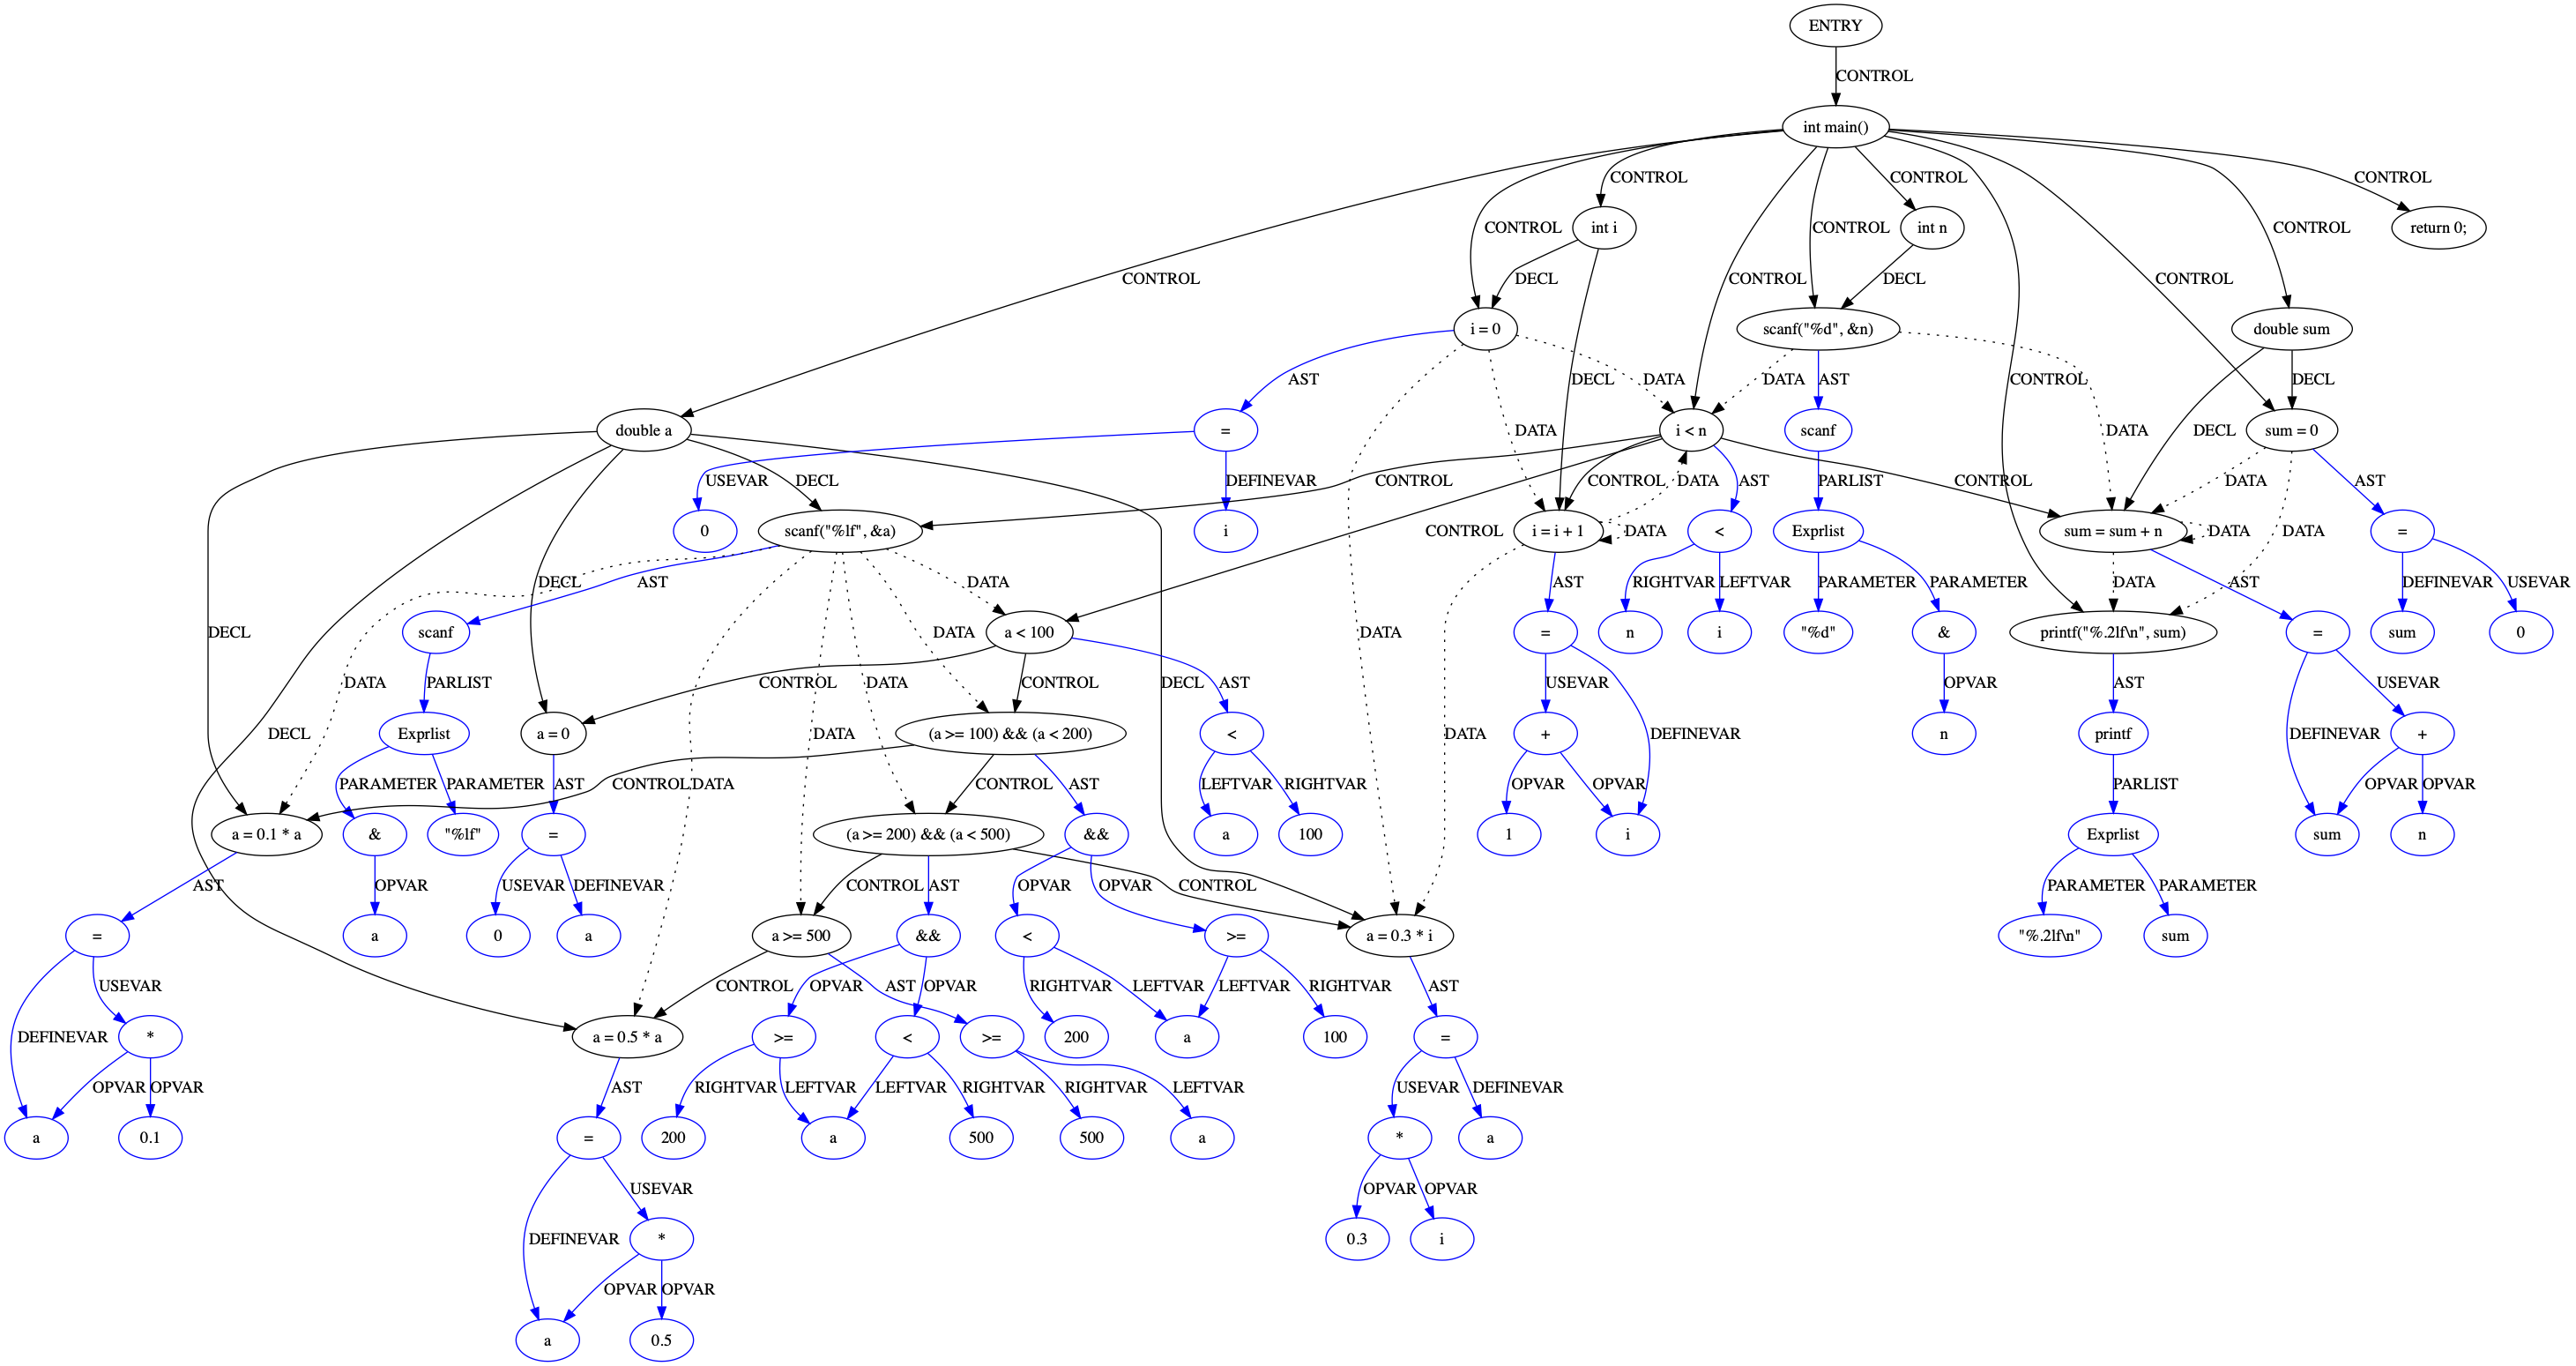 ENTRY
CONTROL
int main()
CONTROL CONTROL CONTROL
int i int n return 0;
CONTROL CONTROL CONTROL
CONTROL DECL CONTROL DECL CONTROL
i = 0 scanf("%d", &n) double sum
AST DATA DECL DATA AST CONTROL DECL
double a = i < n scanf sum = 0
USEVAR DECL CONTROL DEFINEVAR DATA CONTROL DATA AST PARLIST DATA DECL CONTROL DATA DATA AST
0 scanf("%lf", &a) i i = i + 1 DATA < Exprlist sum = sum + n DATA =
DECL AST DATA CONTROL AST RIGHTVAR LEFTVAR PARAMETER PARAMETER DATA AST DEFINEVAR USEVAR
DECL scanf DATA a < 100 DATA = n i "%d" & printf("%.2lf\n", sum) = sum 0
DATA PARLIST CONTROL DATA CONTROL DECL AST DATA USEVAR DEFINEVAR OPVAR AST DEFINEVAR USEVAR
DECL Exprlist a = 0 DATA (a >= 100) && (a < 200) < + n printf +
PARAMETER PARAMETER AST CONTROL DATA CONTROL AST LEFTVAR RIGHTVAR OPVAR OPVAR PARLIST OPVAR OPVAR
a = 0.1 * a & "%lf" = (a >= 200) && (a < 500) && a 100 1 i Exprlist sum n
AST OPVAR USEVAR DEFINEVAR CONTROL AST OPVAR OPVAR CONTROL PARAMETER PARAMETER
= a 0 a a >= 500 && < >= a = 0.3 * i "%.2lf\n" sum
DEFINEVAR USEVAR CONTROL OPVAR AST OPVAR RIGHTVAR LEFTVAR LEFTVAR RIGHTVAR AST
* a = 0.5 * a >= < >= 200 a 100 =
OPVAR OPVAR AST RIGHTVAR LEFTVAR LEFTVAR RIGHTVAR RIGHTVAR LEFTVAR USEVAR DEFINEVAR
a 0.1 = 200 a 500 500 a * a
DEFINEVAR USEVAR OPVAR OPVAR
* 0.3 i
OPVAR OPVAR
a 0.5